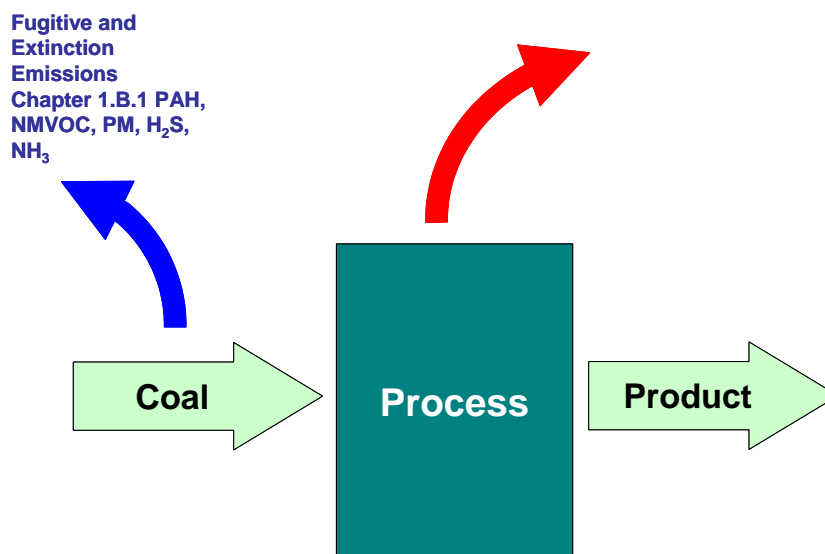 Fugitive and
Extinction
Emissions
Chapter 1.B.1 PAH,
NMVOC, PM, H₂S,
NH₃
Coal
Process
Product